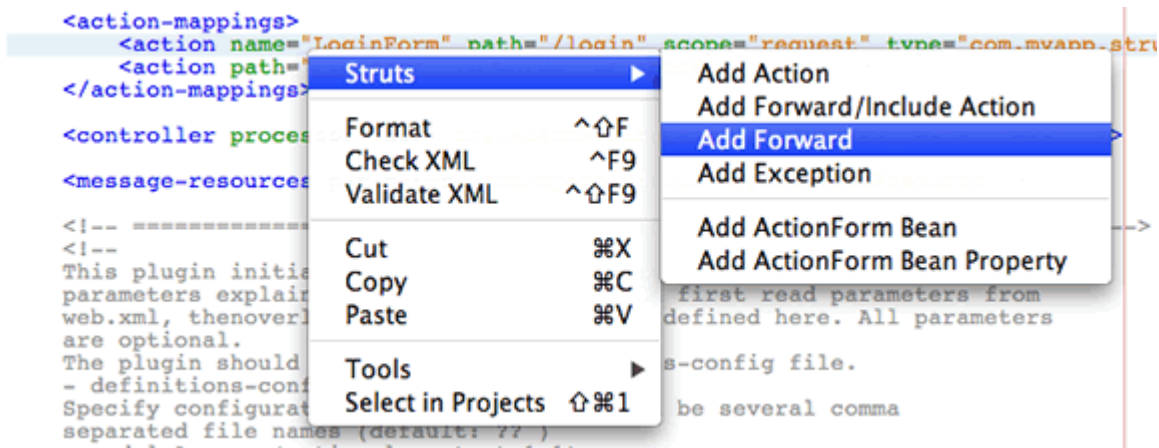 <action-mappings>
<action name="LoginForm" path="/login" scope="request" type="com.myapp.stru
<action path="
</action-mappings>
<controller proces
<message-resources
<!-- ============= -->
<!--
This plugin initia
parameters explain first read parameters from
web.xml, thenoverl defined here. All parameters
are optional.
The plugin should s-config file.
- definitions-conf
Specify configurat be several comma
separated file names (default: ?? )
Struts ▶
Format ^⇧F
Check XML ^F9
Validate XML ^⇧F9
Cut ⌘X
Copy ⌘C
Paste ⌘V
Tools ▶
Select in Projects ⇧⌘1
Add Action
Add Forward/Include Action
Add Forward
Add Exception
Add ActionForm Bean
Add ActionForm Bean Property